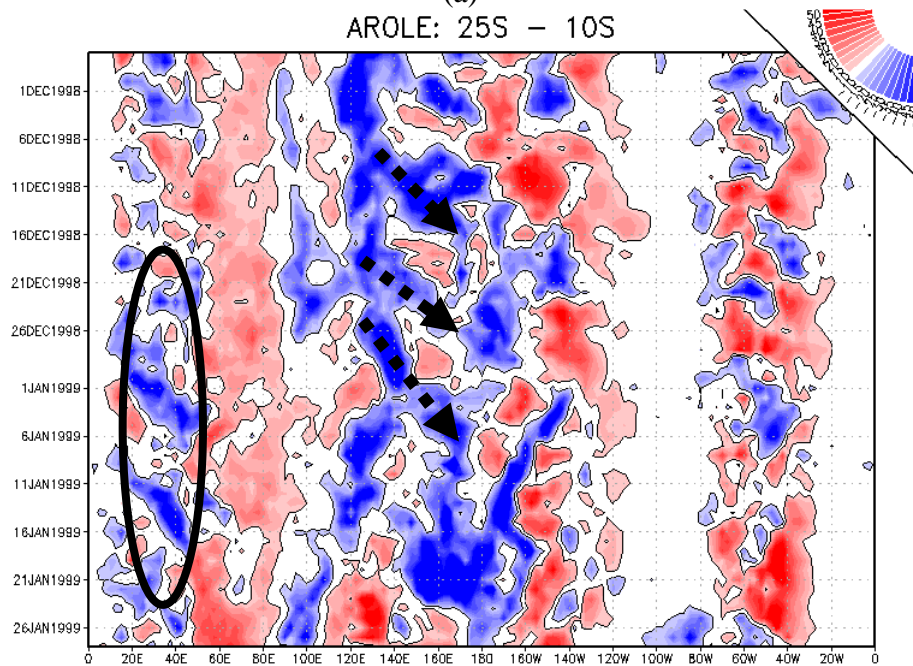 (a)
AROLE: 25S – 10S
50
1DEC1998
6DEC1998
11DEC1998
16DEC1998
21DEC1998
26DEC1998
1JAN1999
6JAN1999
11JAN1999
16JAN1999
21JAN1999
26JAN1999
0 20E 40E 60E 80E 100E 120E 140E 160E 180 160W 140W 120W 100W 80W 60W 40W 20W 0